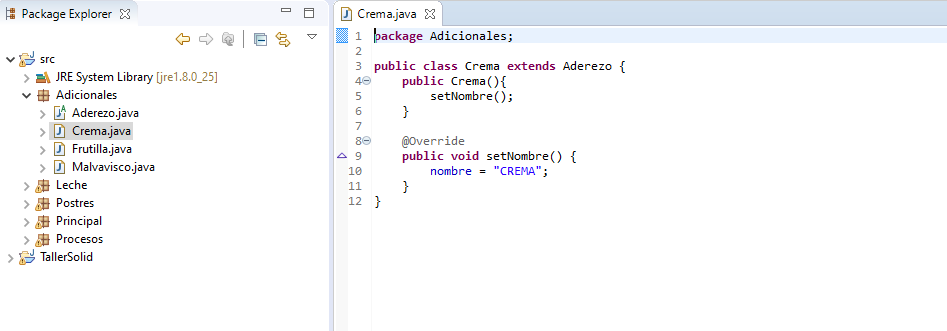 Package Explorer
src
JRE System Library [jre1.8.0_25]
Adicionales
Aderezo.java
Crema.java
Frutilla.java
Malvavisco.java
Leche
Postres
Principal
Procesos
TallerSolid
Crema.java
1 package Adicionales;
2
3 public class Crema extends Aderezo {
4     public Crema(){
5         setNombre();
6     }
7
8     @Override
9     public void setNombre() {
10         nombre = "CREMA";
11     }
12 }